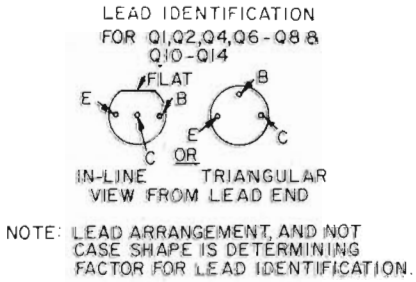 LEAD IDENTIFICATION
FOR Q1,Q2,Q4,Q6-Q8 &
Q10-Q14
FLAT
E
B
C
B
E
C
OR
IN-LINE
TRIANGULAR
VIEW FROM LEAD END
NOTE: LEAD ARRANGEMENT, AND NOT
CASE SHAPE IS DETERMINING
FACTOR FOR LEAD IDENTIFICATION.